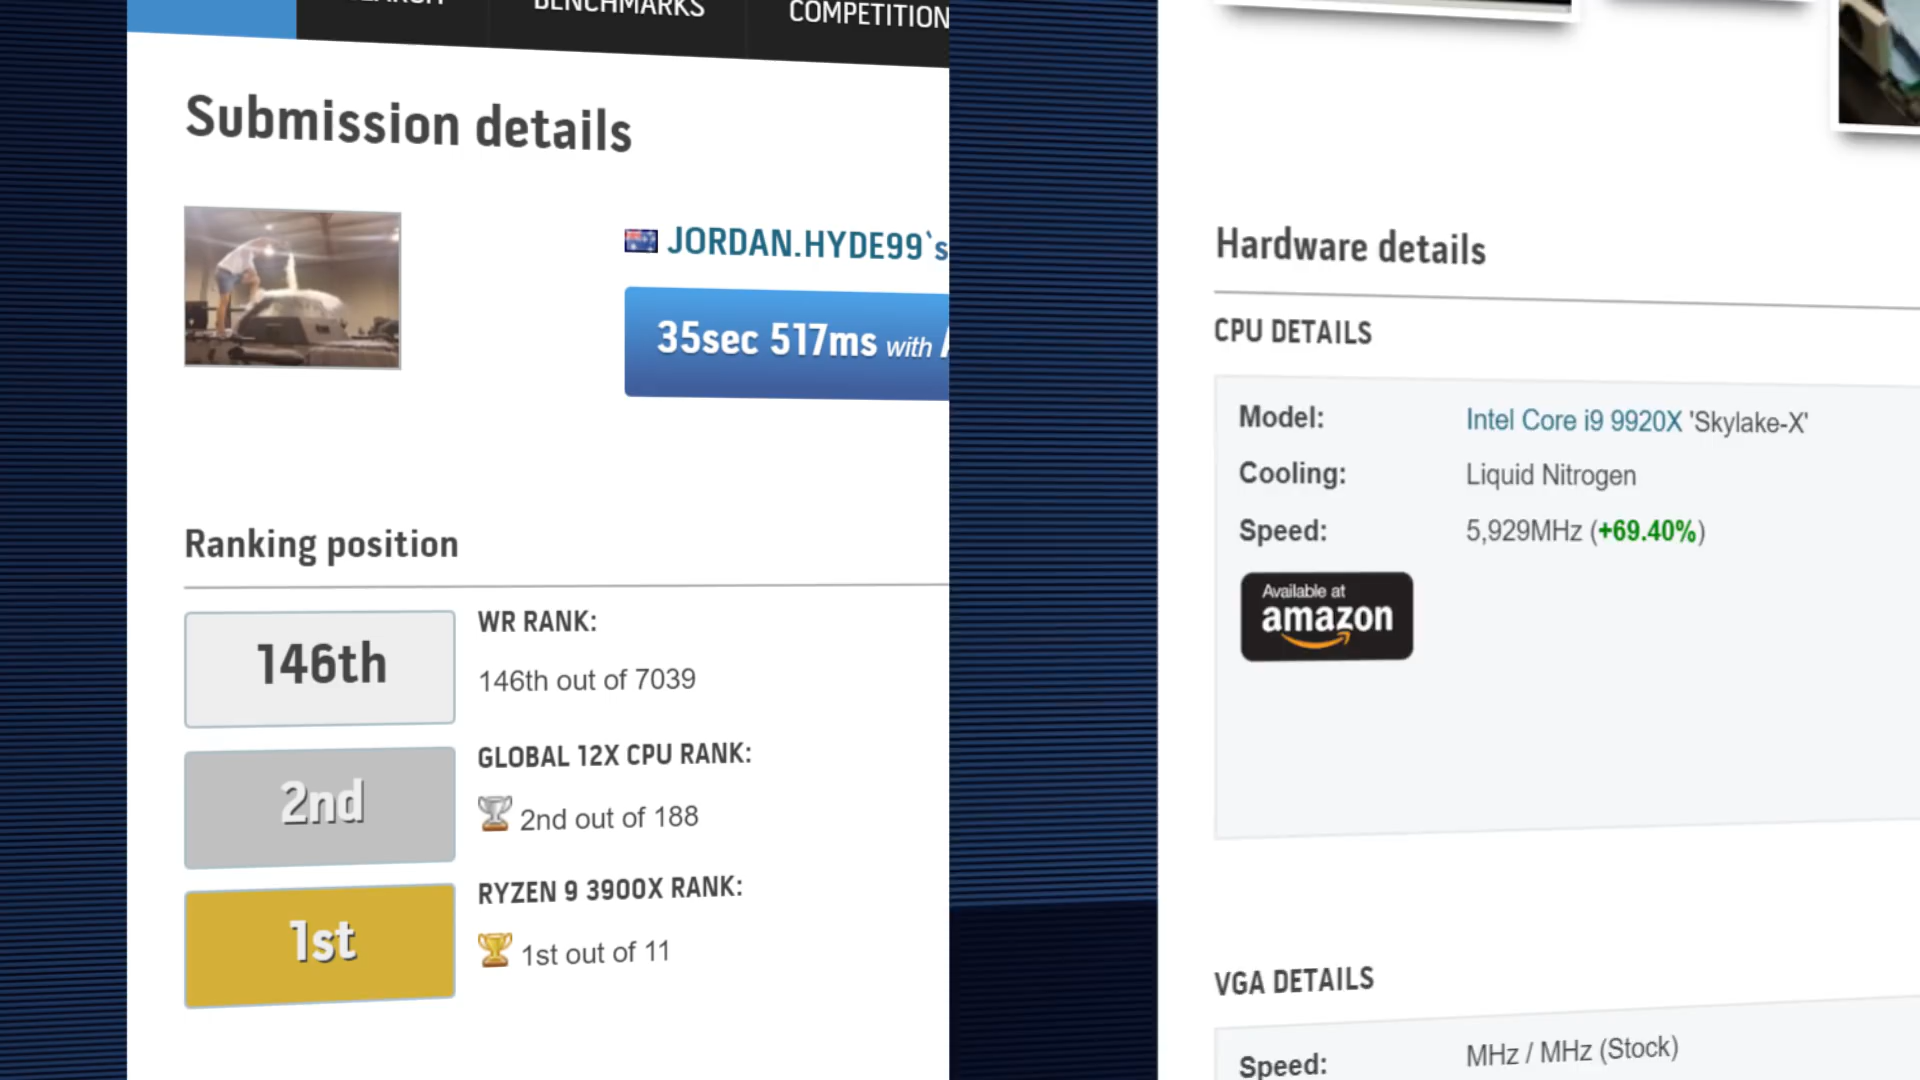 BENCHMARKS
COMPETITION
Submission details
JORDAN.HYDE99`s
35sec 517ms with
Ranking position
146th
WR RANK:
146th out of 7039
2nd
GLOBAL 12X CPU RANK:
2nd out of 188
1st
RYZEN 9 3900X RANK:
1st out of 11
Hardware details
CPU DETAILS
Model: Intel Core i9 9920X 'Skylake-X'
Cooling: Liquid Nitrogen
Speed: 5,929MHz (+69.40%)
Available at
amazon
VGA DETAILS
Speed: MHz / MHz (Stock)